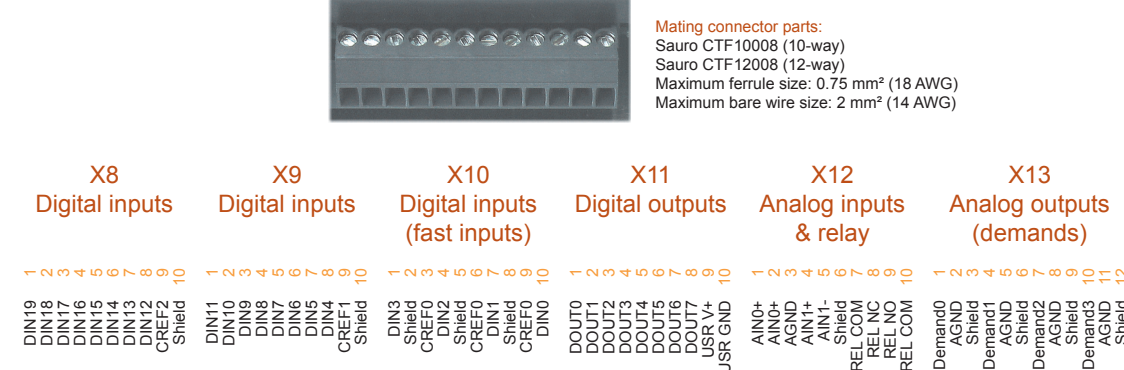 Mating connector parts:
Sauro CTF10008 (10-way)
Sauro CTF12008 (12-way)
Maximum ferrule size: 0.75 mm² (18 AWG)
Maximum bare wire size: 2 mm² (14 AWG)
X8
Digital inputs
1 2 3 4 5 6 7 8 9 10
DIN19
DIN18
DIN17
DIN16
DIN15
DIN14
DIN13
DIN12
CREF2
Shield
X9
Digital inputs
1 2 3 4 5 6 7 8 9 10
DIN11
DIN10
DIN9
DIN8
DIN7
DIN6
DIN5
DIN4
CREF1
Shield
X10
Digital inputs
(fast inputs)
1 2 3 4 5 6 7 8 9 10
DIN3
Shield
CREF0
DIN2
Shield
CREF0
DIN1
Shield
CREF0
DIN0
X11
Digital outputs
1 2 3 4 5 6 7 8 9 10
DOUT0
DOUT1
DOUT2
DOUT3
DOUT4
DOUT5
DOUT6
DOUT7
USR V+
USR GND
X12
Analog inputs
& relay
1 2 3 4 5 6 7 8 9 10
AIN0+
AIN0+
AGND
AIN1+
AIN1-
Shield
REL COM
REL NC
REL NO
REL COM
X13
Analog outputs
(demands)
1 2 3 4 5 6 7 8 9 10 11 12
Demand0
AGND
Shield
Demand1
AGND
Shield
Demand2
AGND
Shield
Demand3
AGND
Shield